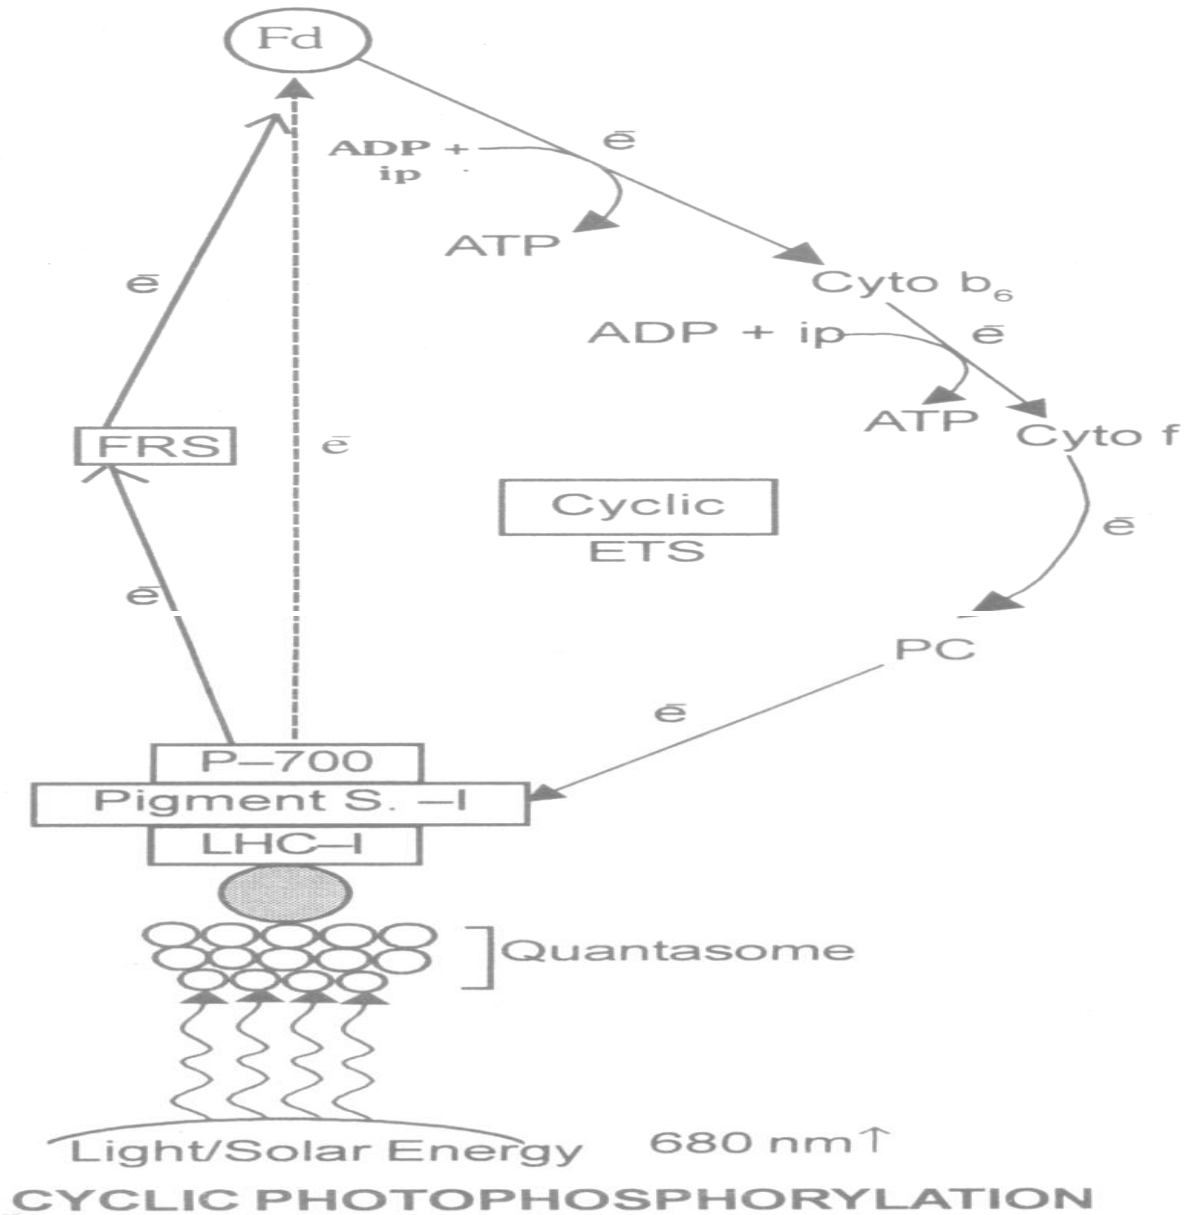 Fd
ē
ADP +
ip
ATP
ē
Cyto b₆
ADP + ip
ē
ATP
Cyto f
FRS
ē
Cyclic
ETS
ē
ē
PC
ē
P–700
Pigment S. –I
LHC–I
Quantasome
Light/Solar Energy
680 nm↑
CYCLIC PHOTOPHOSPHORYLATION